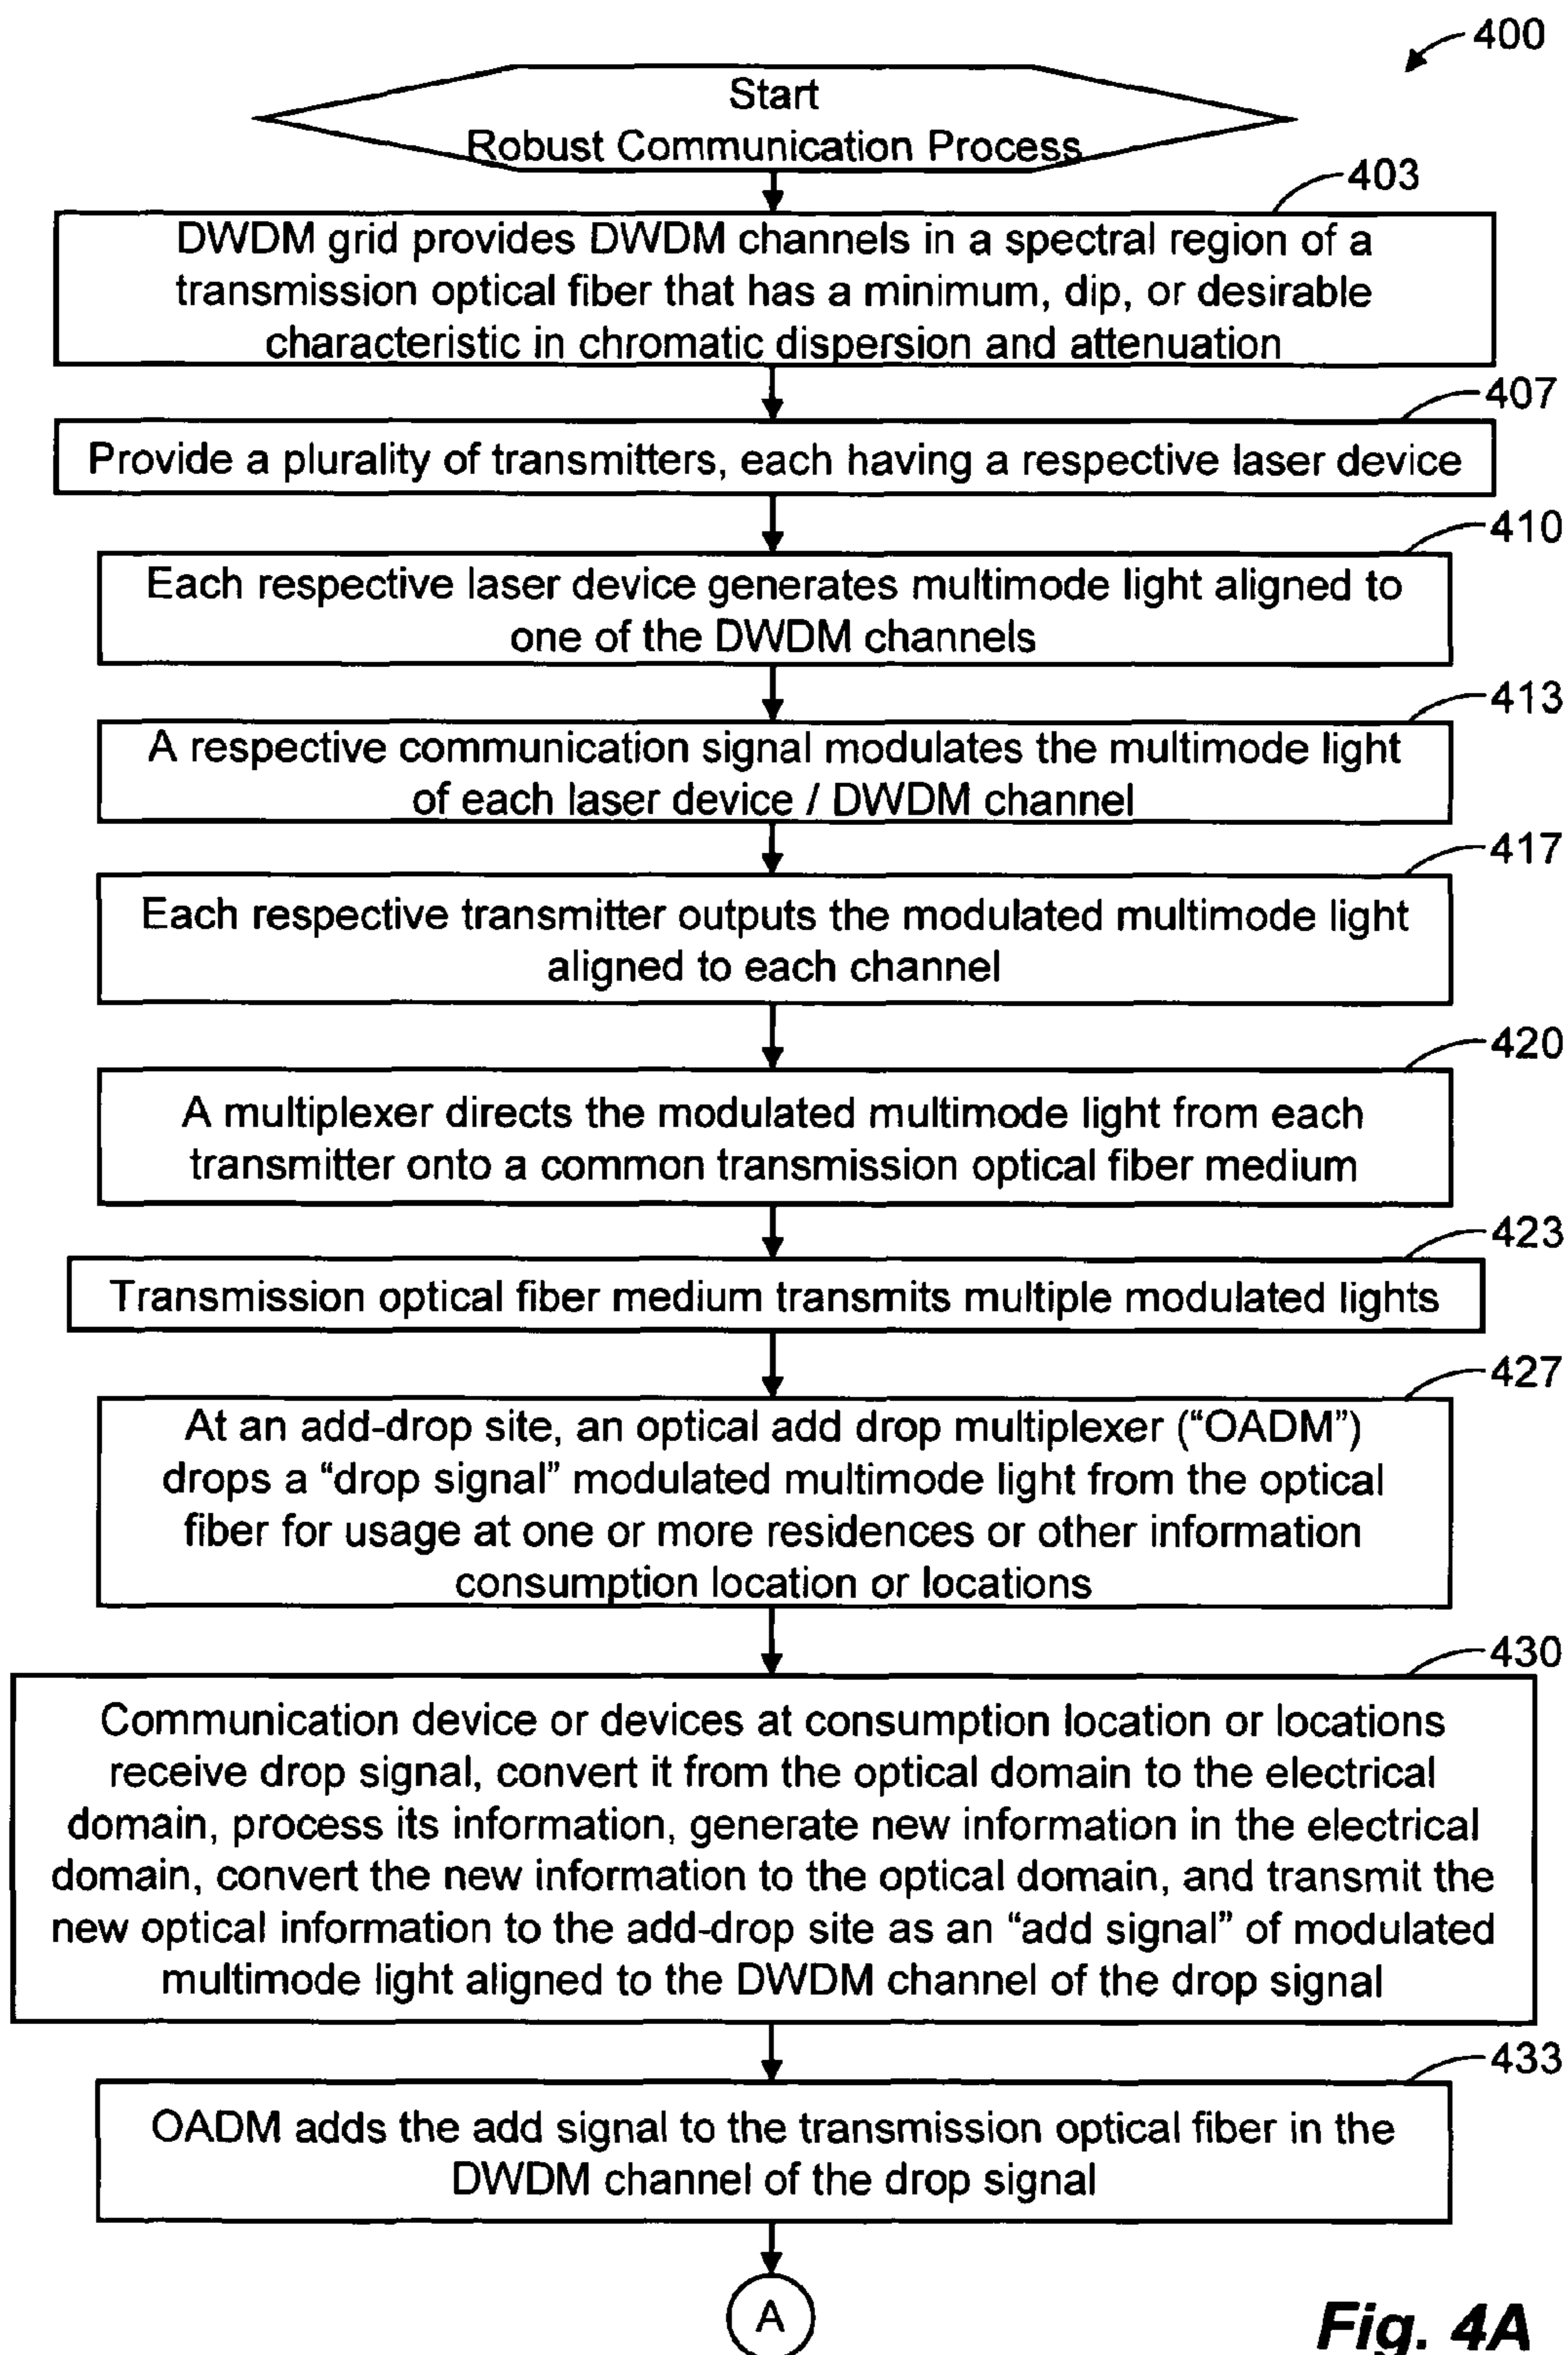 400
Start
Robust Communication Process
403
DWDM grid provides DWDM channels in a spectral region of a
transmission optical fiber that has a minimum, dip, or desirable
characteristic in chromatic dispersion and attenuation
407
Provide a plurality of transmitters, each having a respective laser device
410
Each respective laser device generates multimode light aligned to
one of the DWDM channels
413
A respective communication signal modulates the multimode light
of each laser device / DWDM channel
417
Each respective transmitter outputs the modulated multimode light
aligned to each channel
420
A multiplexer directs the modulated multimode light from each
transmitter onto a common transmission optical fiber medium
423
Transmission optical fiber medium transmits multiple modulated lights
427
At an add-drop site, an optical add drop multiplexer (“OADM”)
drops a “drop signal” modulated multimode light from the optical
fiber for usage at one or more residences or other information
consumption location or locations
430
Communication device or devices at consumption location or locations
receive drop signal, convert it from the optical domain to the electrical
domain, process its information, generate new information in the electrical
domain, convert the new information to the optical domain, and transmit the
new optical information to the add-drop site as an “add signal” of modulated
multimode light aligned to the DWDM channel of the drop signal
433
OADM adds the add signal to the transmission optical fiber in the
DWDM channel of the drop signal
A
Fig. 4A